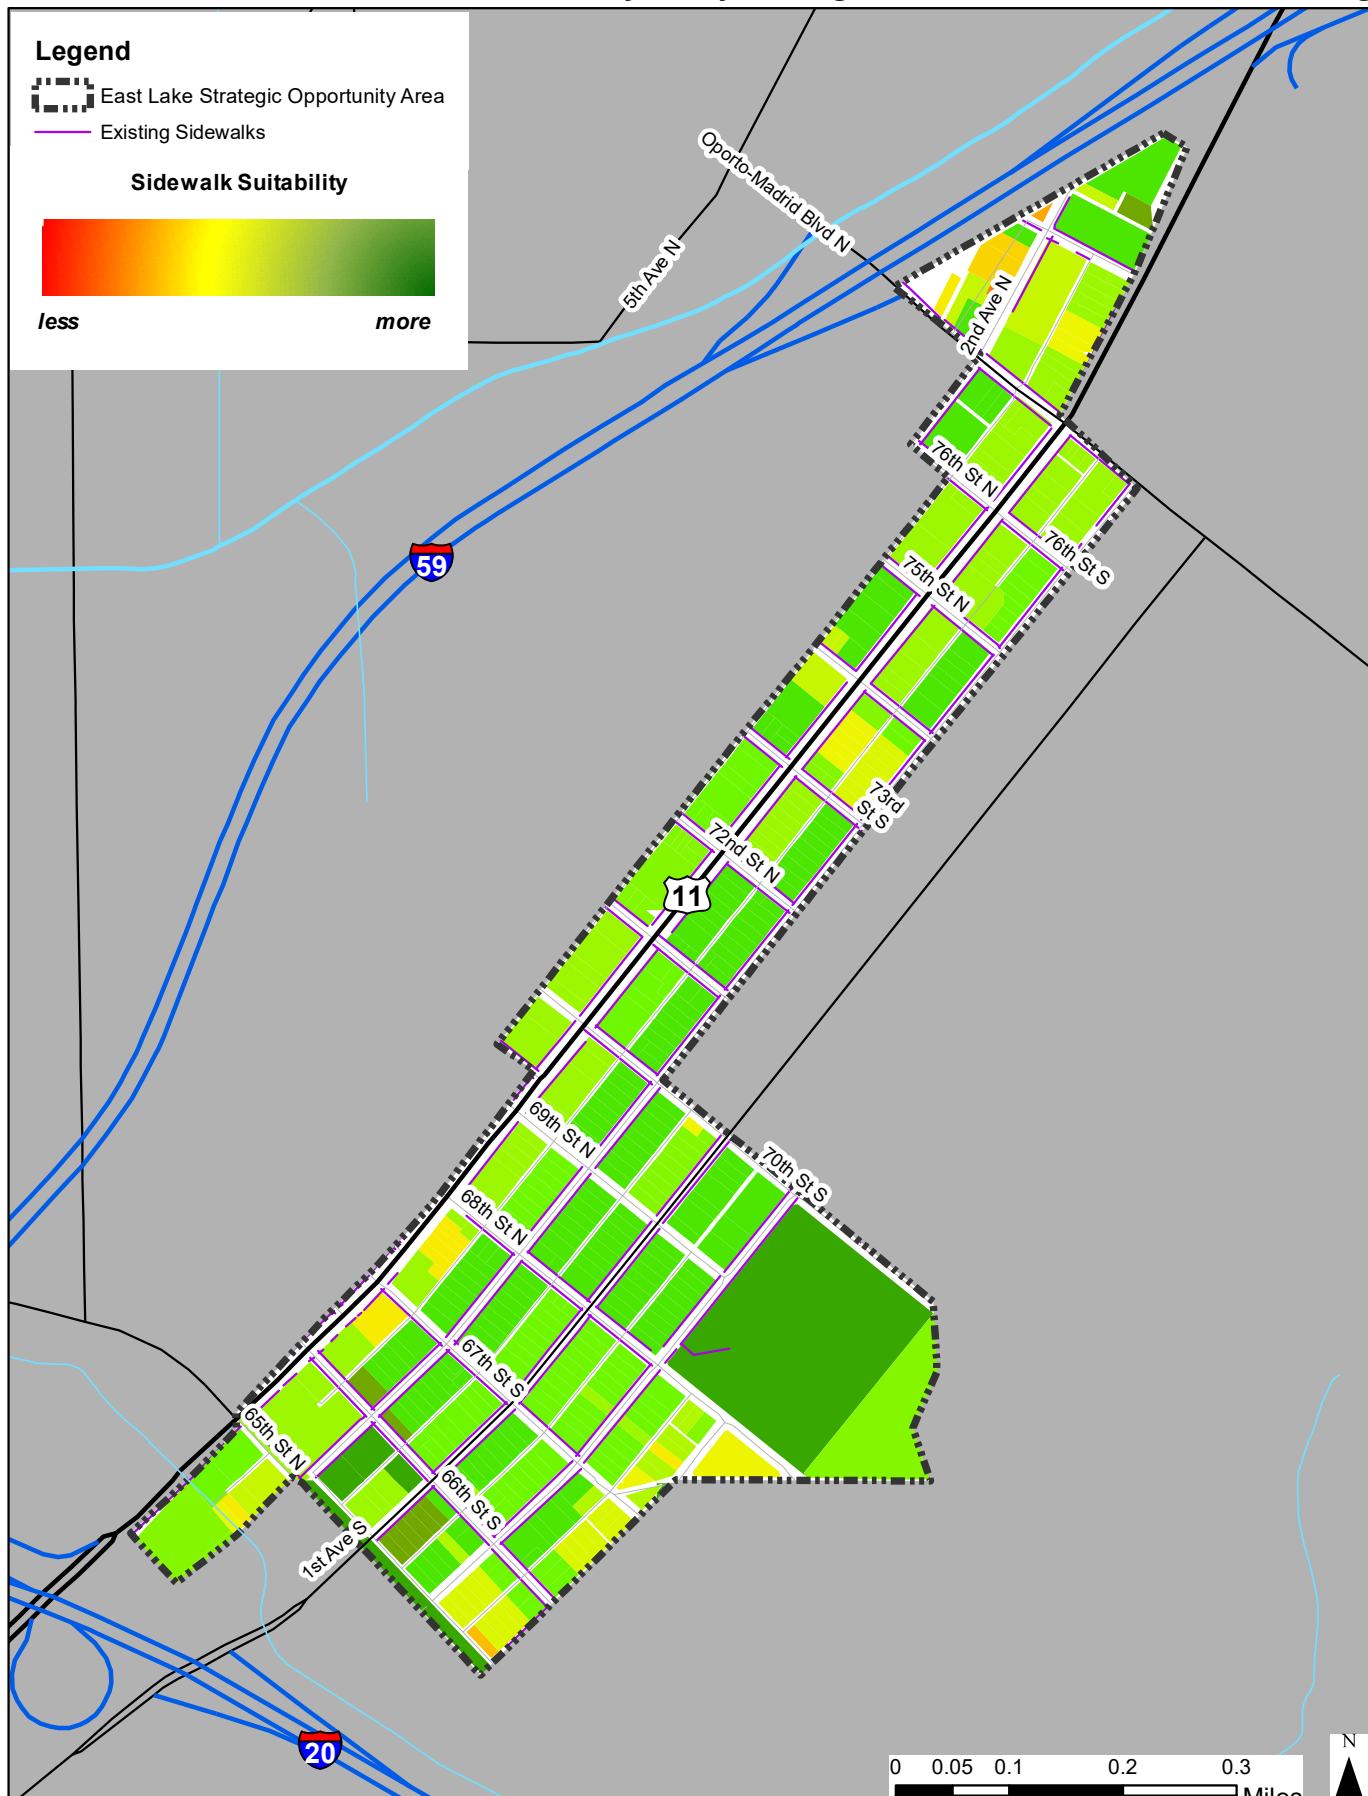 Legend
East Lake Strategic Opportunity Area
Existing Sidewalks
Sidewalk Suitability
less
more
Oporto-Madrid Blvd N
5th Ave N
2nd Ave N
76th St N
76th St S
59
75th St N
73rd
St S
72nd St N
11
69th St N
70th St S
68th St N
67th St S
65th St N
66th St S
1st Ave S
20
0 0.05 0.1 0.2 0.3
Miles
N